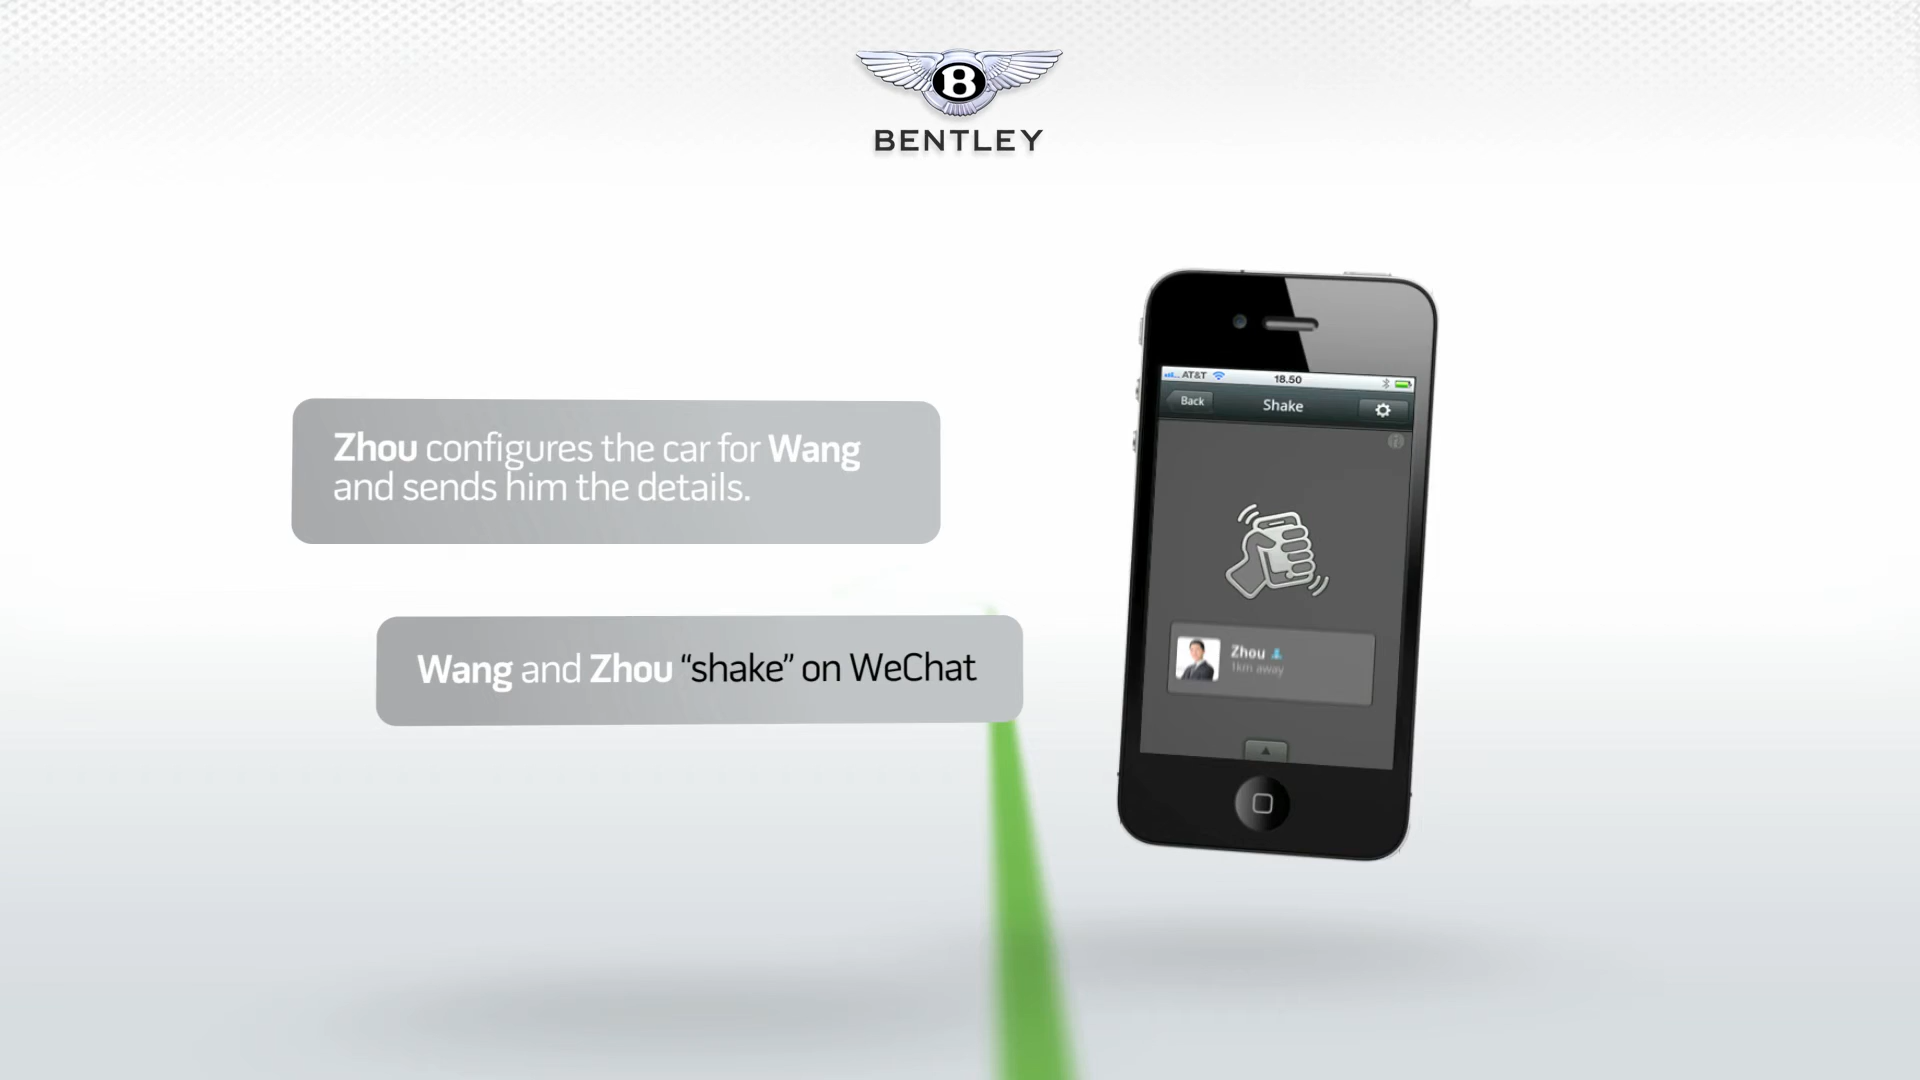 B
BENTLEY
Zhou configures the car for Wang
and sends him the details.
Wang and Zhou “shake” on WeChat
AT&T 18.50
Back Shake
Zhou
1km away